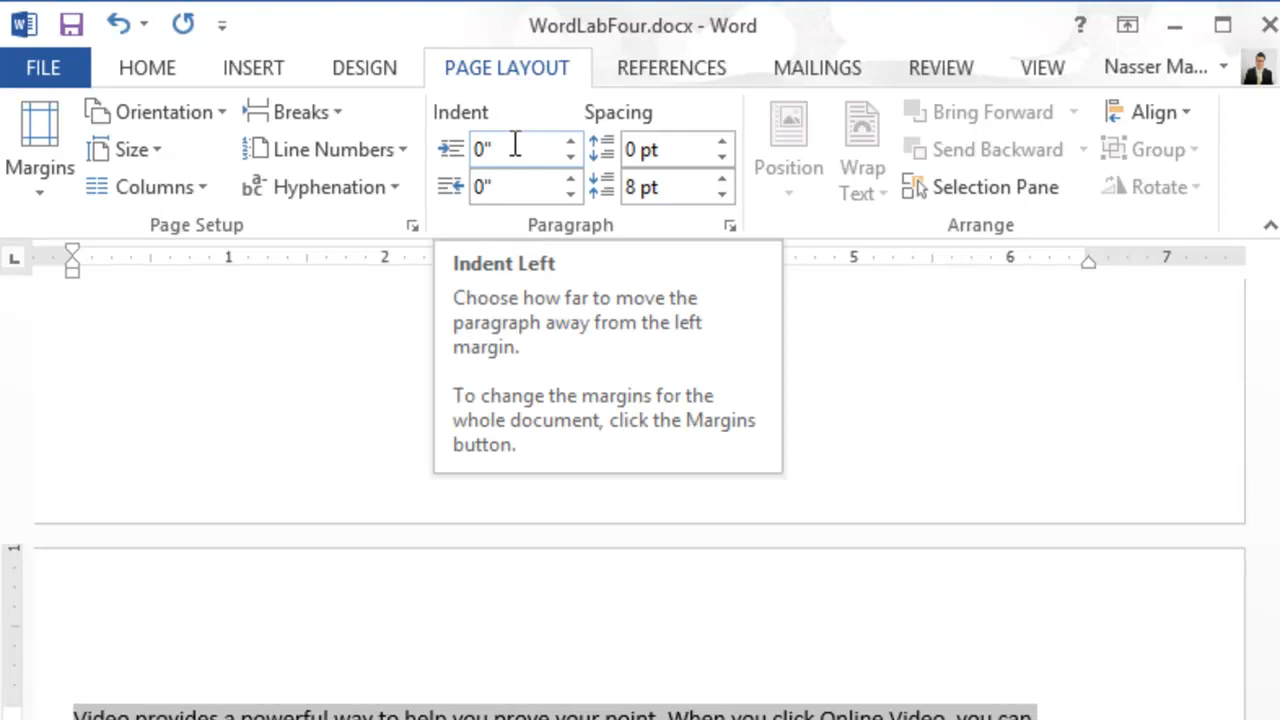 WordLabFour.docx - Word
?
FILE HOME INSERT DESIGN PAGE LAYOUT REFERENCES MAILINGS REVIEW VIEW Nasser Ma...
Margins
Orientation
Size
Columns
Breaks
Line Numbers
Hyphenation
Page Setup
Indent
0"
0"
Spacing
0 pt
8 pt
Paragraph
Position
Wrap
Text
Bring Forward
Send Backward
Selection Pane
Align
Group
Rotate
Arrange
L
1 2 5 6 7
Indent Left
Choose how far to move the
paragraph away from the left
margin.
To change the margins for the
whole document, click the Margins
button.
1
Video provides a powerful way to help you prove your point. When you click Online Video, you can